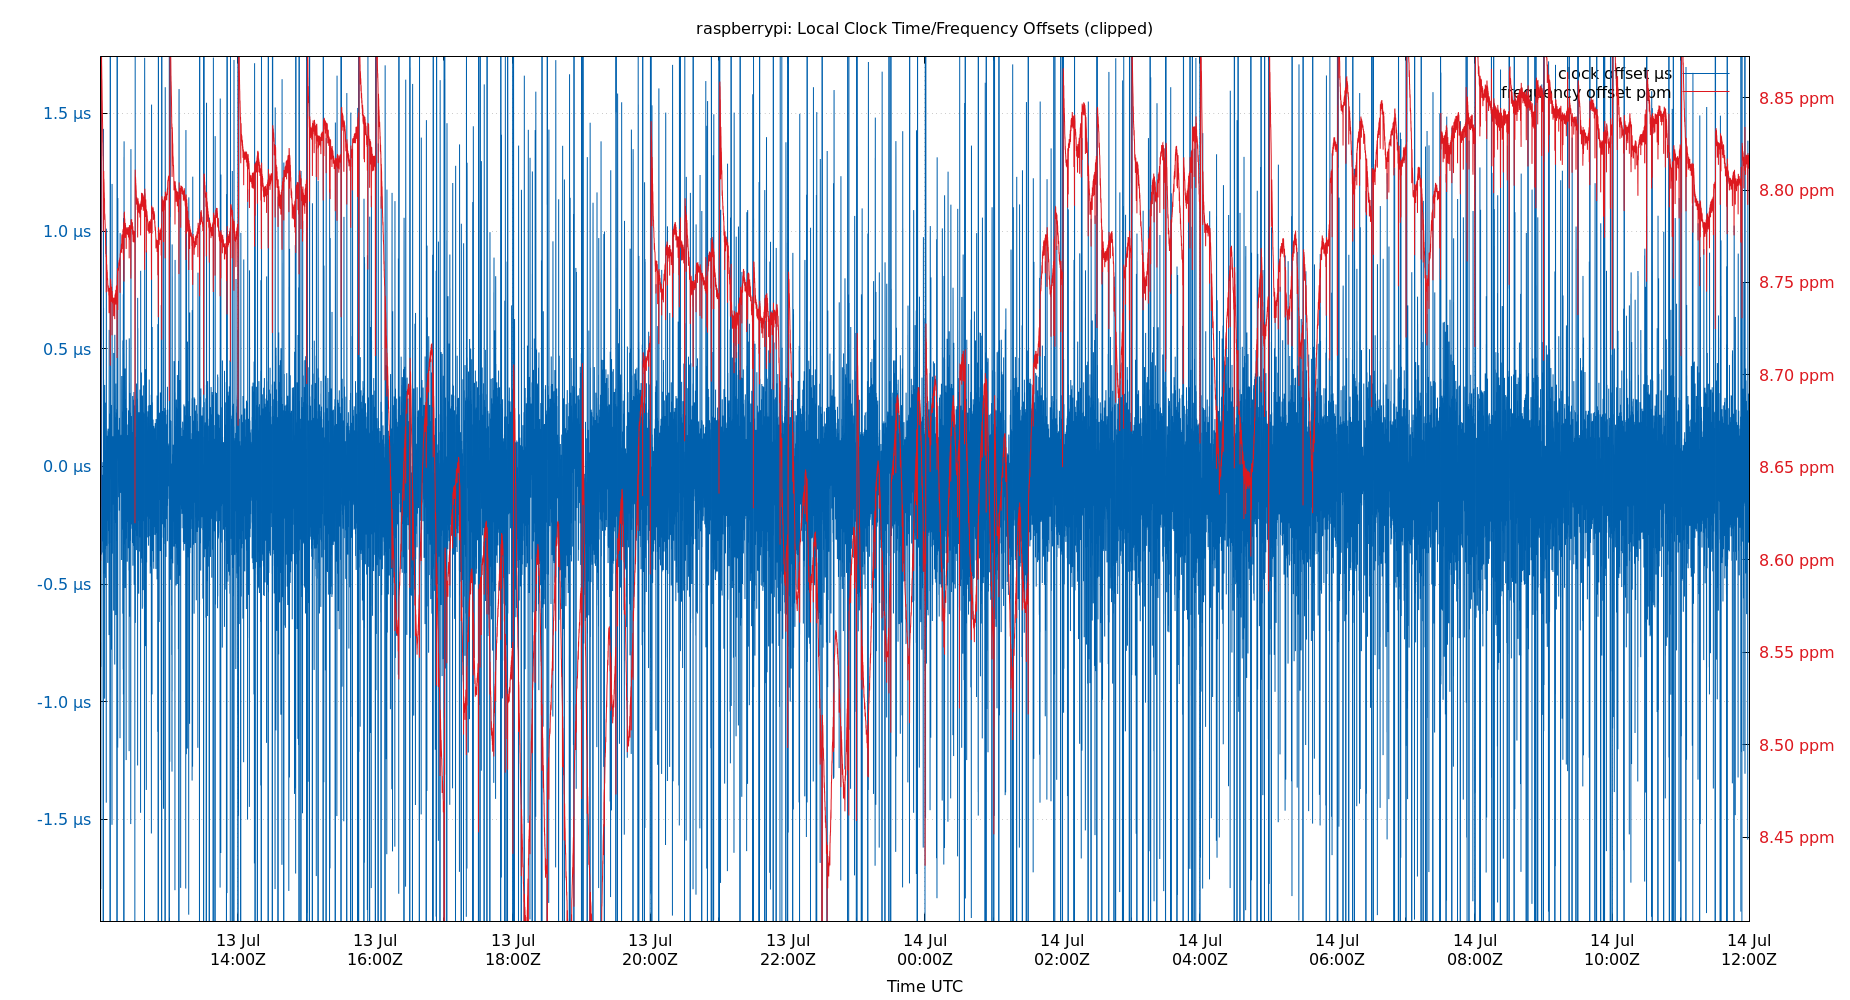 raspberrypi: Local Clock Time/Frequency Offsets (clipped)
clock offset µs
frequency offset ppm
1.5 µs
1.0 µs
0.5 µs
0.0 µs
-0.5 µs
-1.0 µs
-1.5 µs
8.85 ppm
8.80 ppm
8.75 ppm
8.70 ppm
8.65 ppm
8.60 ppm
8.55 ppm
8.50 ppm
8.45 ppm
13 Jul 13 Jul 13 Jul 13 Jul 13 Jul 14 Jul 14 Jul 14 Jul 14 Jul 14 Jul 14 Jul 14 Jul
14:00Z 16:00Z 18:00Z 20:00Z 22:00Z 00:00Z 02:00Z 04:00Z 06:00Z 08:00Z 10:00Z 12:00Z
Time UTC